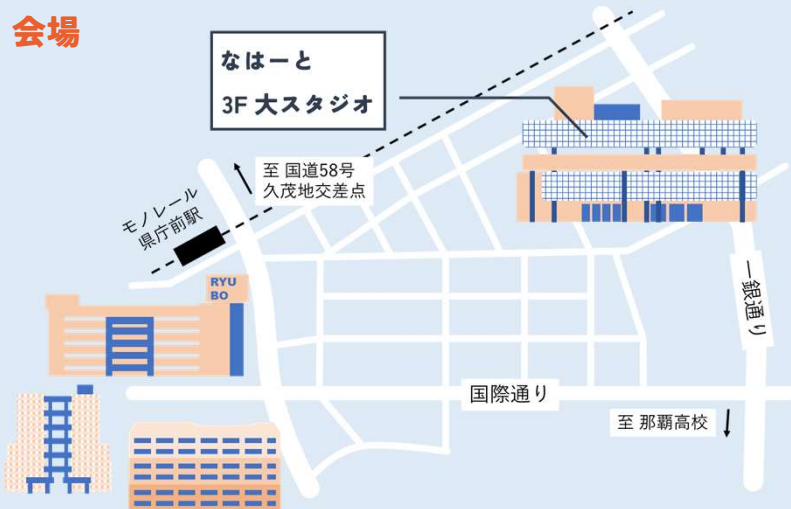 会場
なはーと
3F 大スタジオ
至 国道58号
久茂地交差点
モノレール
県庁前駅
RYU
BO
一銀通り
国際通り
至 那覇高校